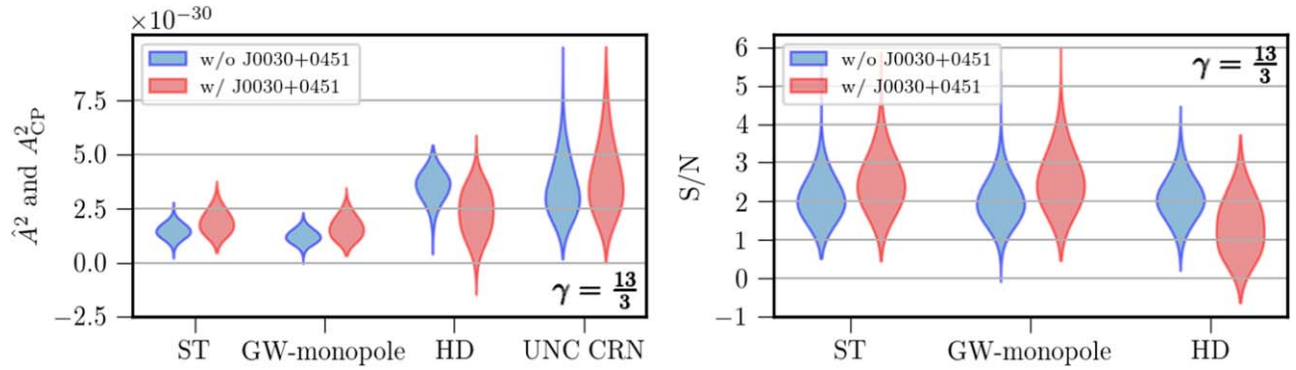 ×10⁻³⁰
Â² and A²_CP
7.5
5.0
2.5
0.0
−2.5
w/o J0030+0451
w/ J0030+0451
γ = 13/3
ST GW-monopole HD UNC CRN
S/N
6
5
4
3
2
1
0
−1
w/o J0030+0451
w/ J0030+0451
γ = 13/3
ST GW-monopole HD